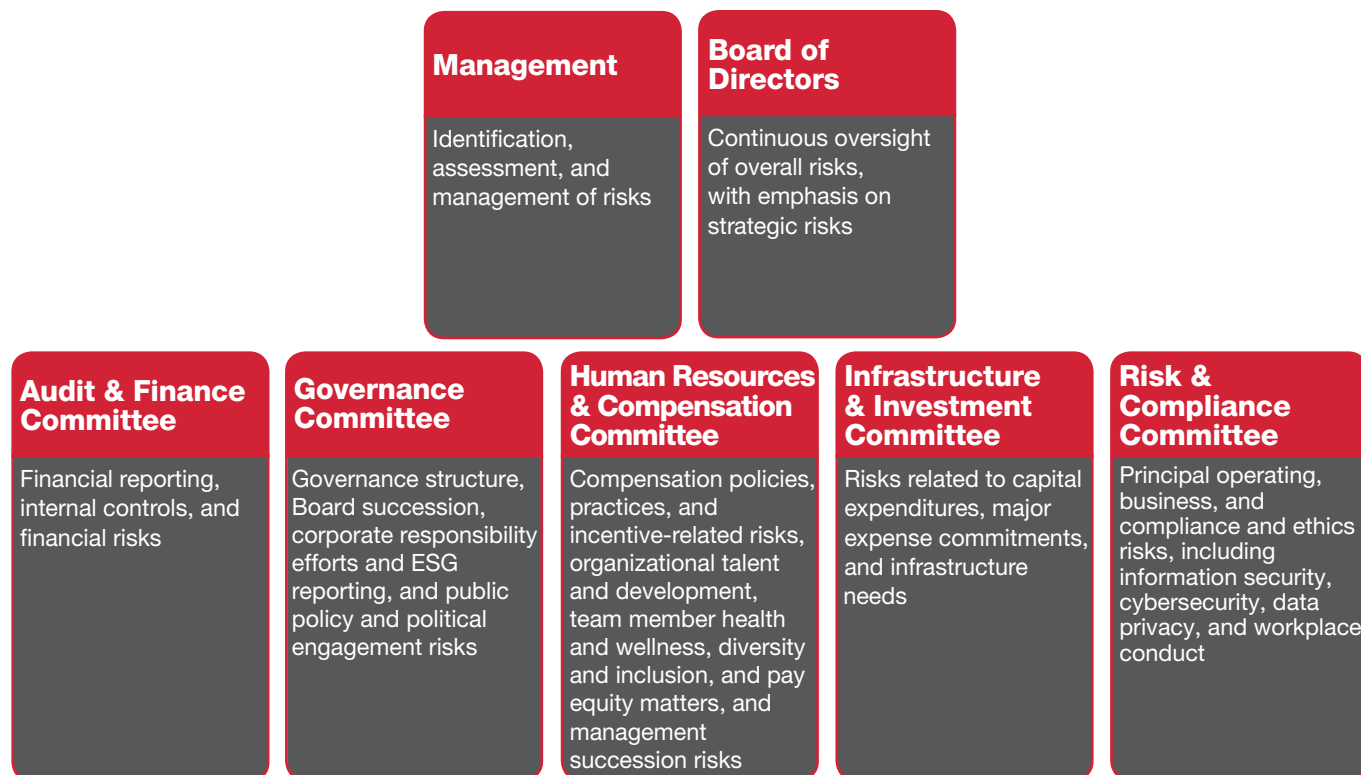 Management
Identification,
assessment, and
management of risks
Board of
Directors
Continuous oversight
of overall risks,
with emphasis on
strategic risks
Audit & Finance
Committee
Financial reporting,
internal controls, and
financial risks
Governance
Committee
Governance structure,
Board succession,
corporate responsibility
efforts and ESG
reporting, and public
policy and political
engagement risks
Human Resources
& Compensation
Committee
Compensation policies,
practices, and
incentive-related risks,
organizational talent
and development,
team member health
and wellness, diversity
and inclusion, and pay
equity matters, and
management
succession risks
Infrastructure
& Investment
Committee
Risks related to capital
expenditures, major
expense commitments,
and infrastructure
needs
Risk &
Compliance
Committee
Principal operating,
business, and
compliance and ethics
risks, including
information security,
cybersecurity, data
privacy, and workplace
conduct